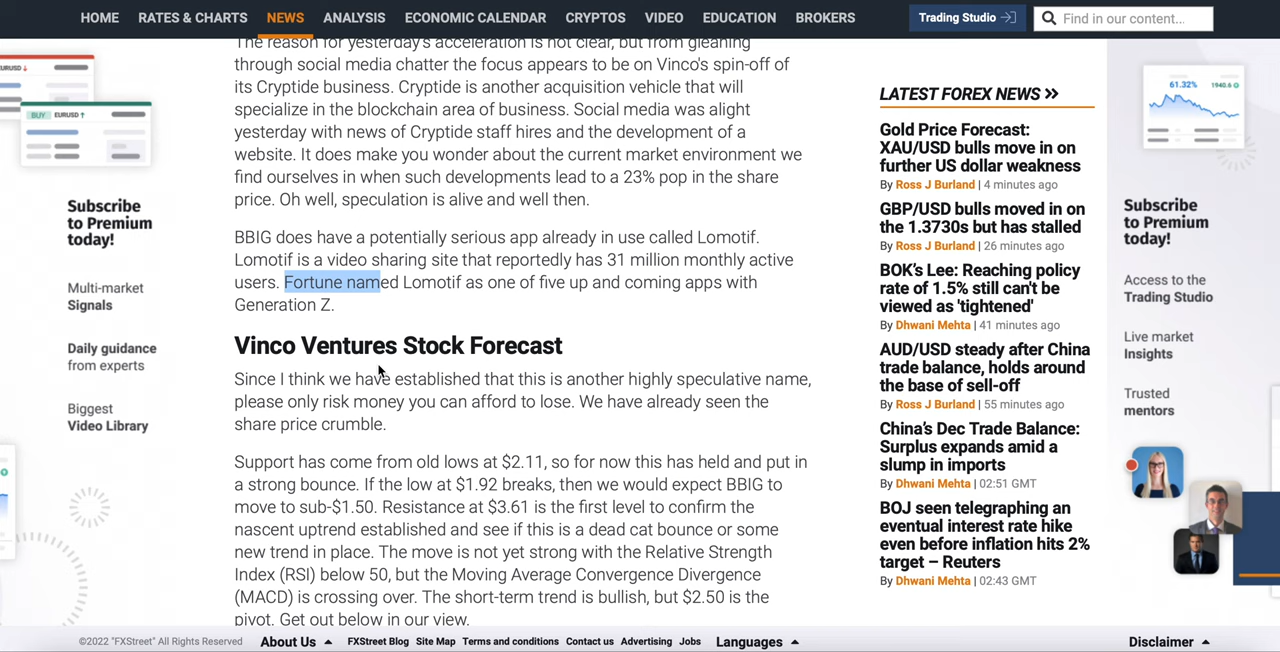 HOME RATES & CHARTS NEWS ANALYSIS ECONOMIC CALENDAR CRYPTOS VIDEO EDUCATION BROKERS Trading Studio Find in our content...
The reason for yesterday's acceleration is not clear, but from gleaning
through social media chatter the focus appears to be on Vinco's spin-off of
its Cryptide business. Cryptide is another acquisition vehicle that will
specialize in the blockchain area of business. Social media was alight
yesterday with news of Cryptide staff hires and the development of a
website. It does make you wonder about the current market environment we
find ourselves in when such developments lead to a 23% pop in the share
price. Oh well, speculation is alive and well then.
BBIG does have a potentially serious app already in use called Lomotif.
Lomotif is a video sharing site that reportedly has 31 million monthly active
users. Fortune named Lomotif as one of five up and coming apps with
Generation Z.
Vinco Ventures Stock Forecast
Since I think we have established that this is another highly speculative name,
please only risk money you can afford to lose. We have already seen the
share price crumble.
Support has come from old lows at $2.11, so for now this has held and put in
a strong bounce. If the low at $1.92 breaks, then we would expect BBIG to
move to sub-$1.50. Resistance at $3.61 is the first level to confirm the
nascent uptrend established and see if this is a dead cat bounce or some
new trend in place. The move is not yet strong with the Relative Strength
Index (RSI) below 50, but the Moving Average Convergence Divergence
(MACD) is crossing over. The short-term trend is bullish, but $2.50 is the
pivot. Get out below in our view.
LATEST FOREX NEWS
Gold Price Forecast:
XAU/USD bulls move in on
further US dollar weakness
By Ross J Burland | 4 minutes ago
GBP/USD bulls moved in on
the 1.3730s but has stalled
By Ross J Burland | 26 minutes ago
BOK's Lee: Reaching policy
rate of 1.5% still can't be
viewed as 'tightened'
By Dhwani Mehta | 41 minutes ago
AUD/USD steady after China
trade balance, holds around
the base of sell-off
By Ross J Burland | 55 minutes ago
China's Dec Trade Balance:
Surplus expands amid a
slump in imports
By Dhwani Mehta | 02:51 GMT
BOJ seen telegraphing an
eventual interest rate hike
even before inflation hits 2%
target – Reuters
By Dhwani Mehta | 02:43 GMT
EURUSD
BUY EURUSD
Subscribe
to Premium
today!
Multi-market
Signals
Daily guidance
from experts
Biggest
Video Library
61.32% 1940.6
Subscribe
to Premium
today!
Access to the
Trading Studio
Live market
Insights
Trusted
mentors
©2022 "FXStreet" All Rights Reserved About Us FXStreet Blog Site Map Terms and conditions Contact us Advertising Jobs Languages Disclaimer